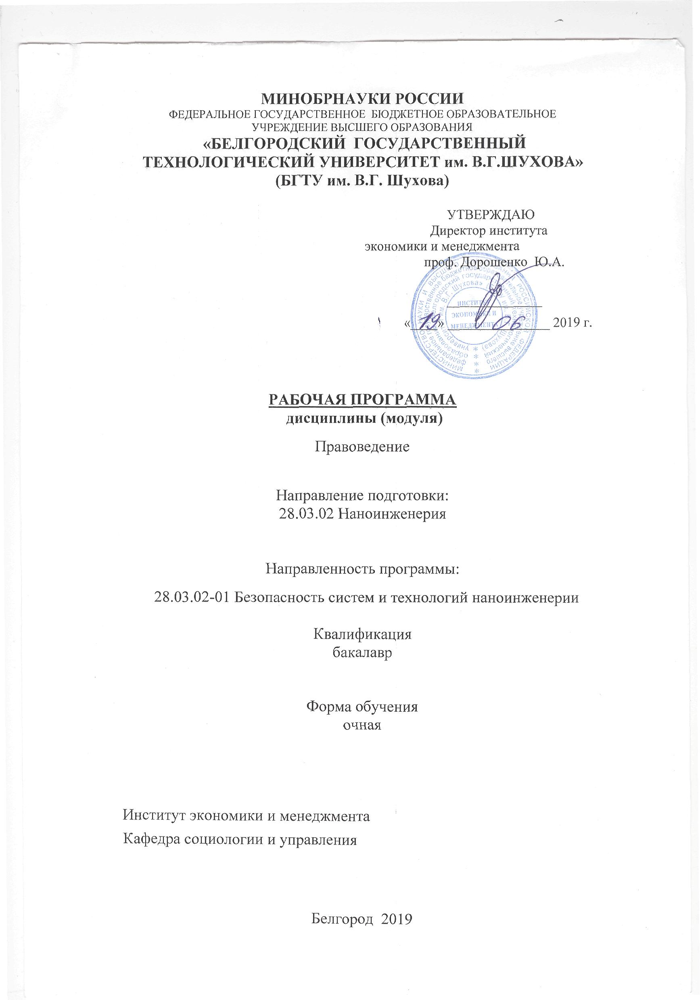 МИНОБРНАУКИ РОССИИ
ФЕДЕРАЛЬНОЕ ГОСУДАРСТВЕННОЕ БЮДЖЕТНОЕ ОБРАЗОВАТЕЛЬНОЕ
УЧРЕЖДЕНИЕ ВЫСШЕГО ОБРАЗОВАНИЯ
«БЕЛГОРОДСКИЙ ГОСУДАРСТВЕННЫЙ
ТЕХНОЛОГИЧЕСКИЙ УНИВЕРСИТЕТ им. В.Г.ШУХОВА»
(БГТУ им. В.Г. Шухова)
УТВЕРЖДАЮ
Директор института
экономики и менеджмента
проф. Дорошенко Ю.А.
ИНСТИТУТ
ЭКОНОМИКИ И
МЕНЕДЖМЕНТА
«19» 06 2019 г.
РАБОЧАЯ ПРОГРАММА
дисциплины (модуля)
Правоведение
Направление подготовки:
28.03.02 Наноинженерия
Направленность программы:
28.03.02-01 Безопасность систем и технологий наноинженерии
Квалификация
бакалавр
Форма обучения
очная
Институт экономики и менеджмента
Кафедра социологии и управления
Белгород 2019